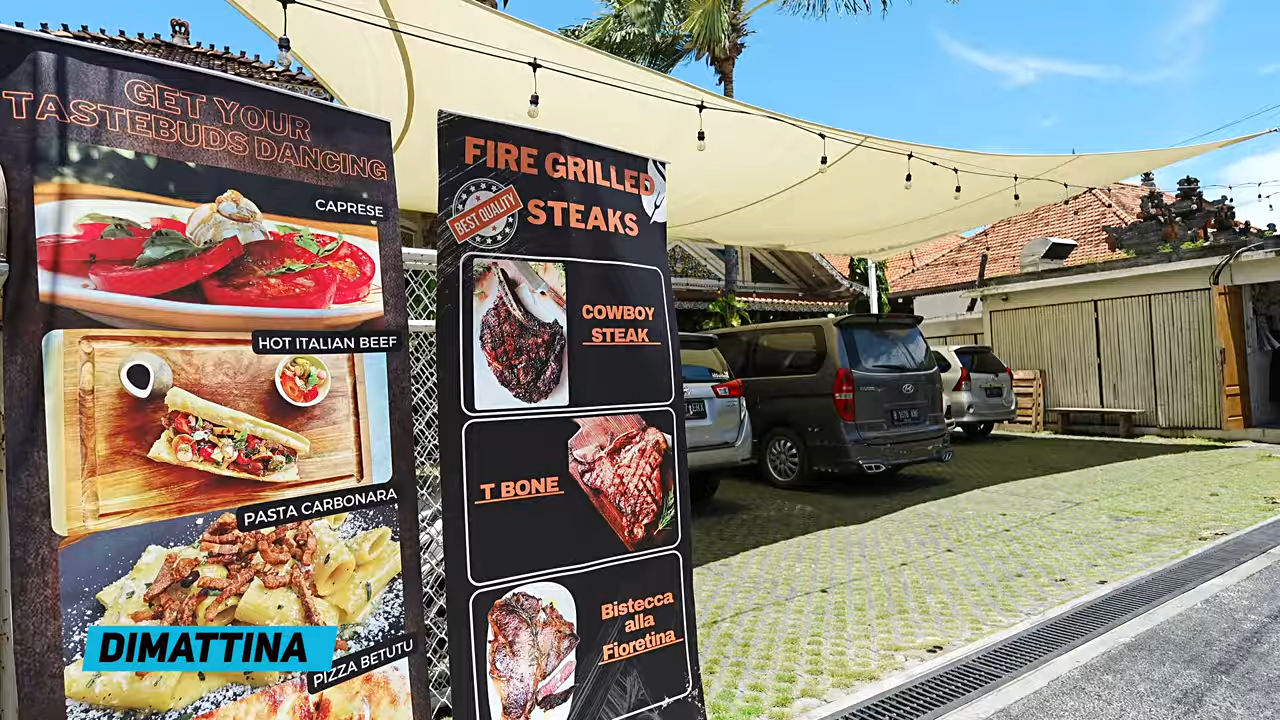 GET YOUR
TASTEBUDS DANCING
CAPRESE
HOT ITALIAN BEEF
PASTA CARBONARA
PIZZA BETUTU
DIMATTINA
FIRE GRILLED
BEST QUALITY
STEAKS
COWBOY
STEAK
T BONE
Bistecca
alla
Fioretina